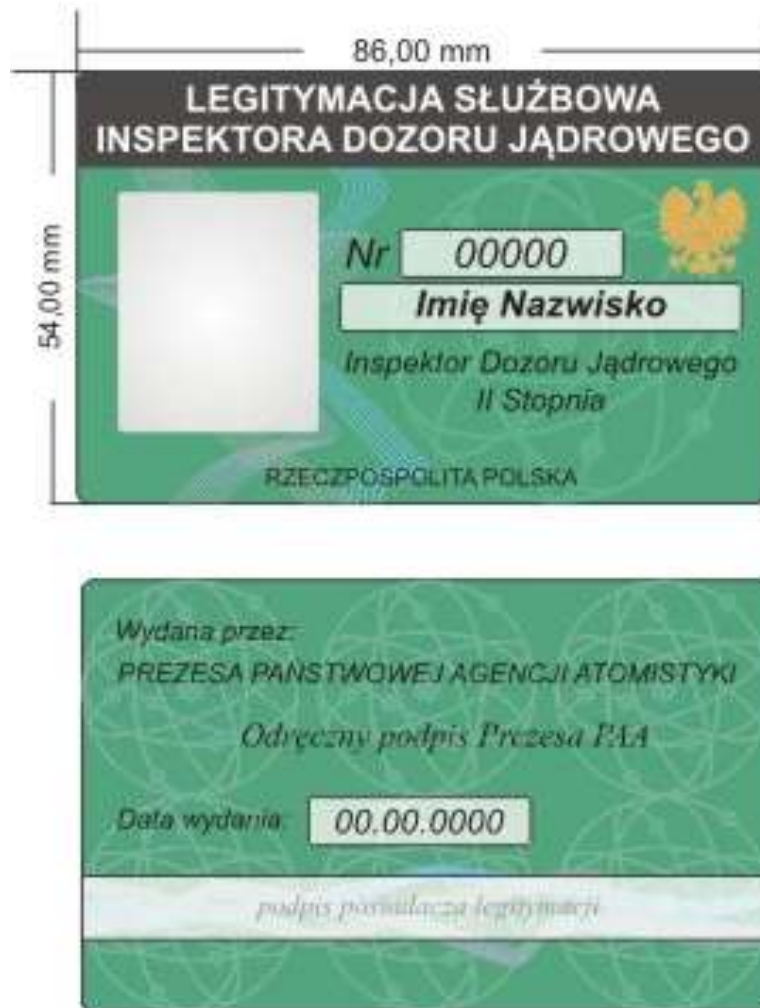 86,00 mm
54,00 mm
LEGITYMACJA SŁUŻBOWA
INSPEKTORA DOZORU JĄDROWEGO
Nr 00000
Imię Nazwisko
Inspektor Dozoru Jądrowego
II Stopnia
RZECZPOSPOLITA POLSKA
Wydana przez:
PREZESA PAŃSTWOWEJ AGENCJI ATOMISTYKI
Odręczny podpis Prezesa PAA
Data wydania: 00.00.0000
podpis posiadacza legitymacji